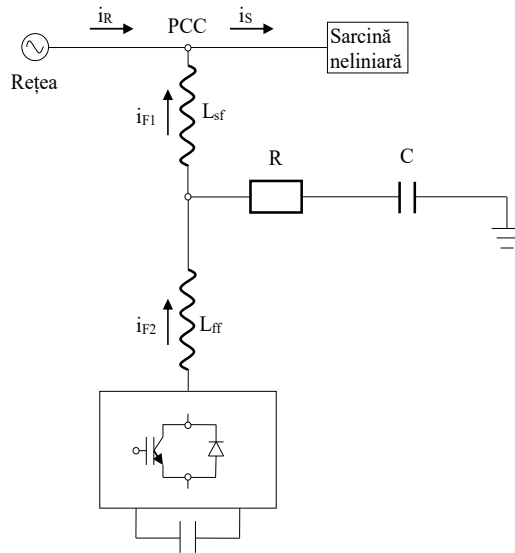 iR
PCC
iS
Sarcină
neliniară
Rețea
iF1
Lsf
R
C
iF2
Lff